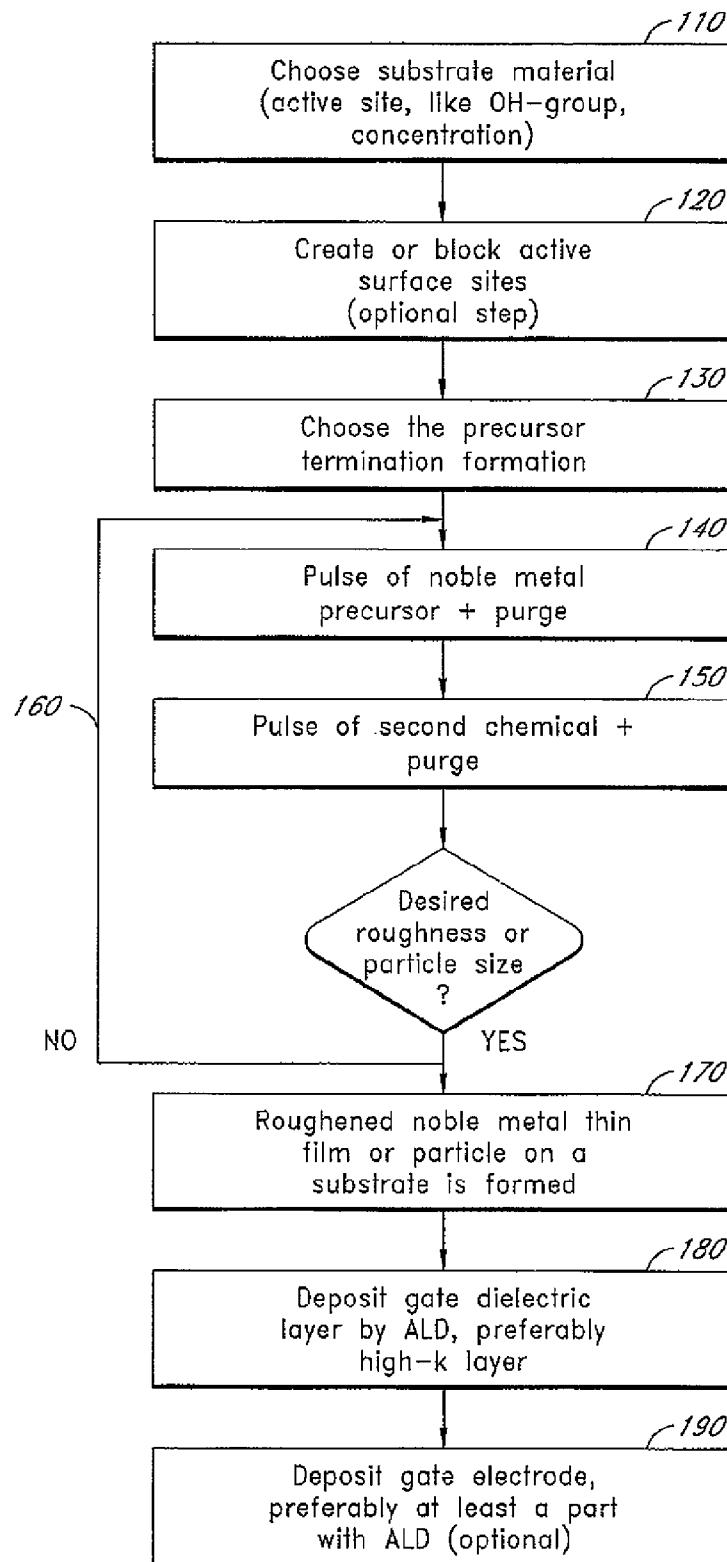 110
Choose substrate material
(active site, like OH-group,
concentration)
120
Create or block active
surface sites
(optional step)
130
Choose the precursor
termination formation
140
Pulse of noble metal
precursor + purge
150
160
Pulse of second chemical +
purge
Desired
roughness or
particle size
?
NO
YES
170
Roughened noble metal thin
film or particle on a
substrate is formed
180
Deposit gate dielectric
layer by ALD, preferably
high-k layer
190
Deposit gate electrode,
preferably at least a part
with ALD (optional)